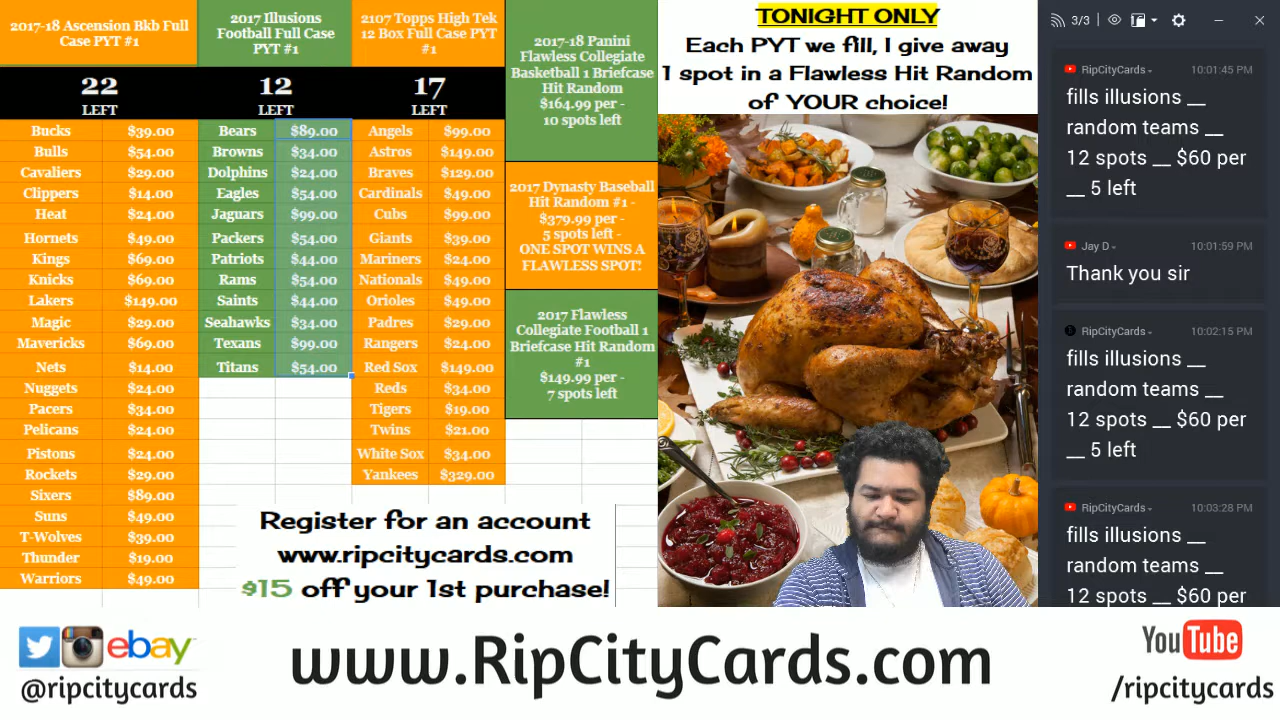 2017-18 Ascension Bkb Full
Case PYT #1
22
LEFT
Bucks $39.00
Bulls $54.00
Cavaliers $29.00
Clippers $14.00
Heat $24.00
Hornets $49.00
Kings $69.00
Knicks $69.00
Lakers $149.00
Magic $29.00
Mavericks $69.00
Nets $14.00
Nuggets $24.00
Pacers $34.00
Pelicans $24.00
Pistons $24.00
Rockets $29.00
Sixers $89.00
Suns $49.00
T-Wolves $39.00
Thunder $19.00
Warriors $49.00
2017 Illusions
Football Full Case
PYT #1
12
LEFT
Bears $89.00
Browns $34.00
Dolphins $24.00
Eagles $54.00
Jaguars $99.00
Packers $54.00
Patriots $44.00
Rams $54.00
Saints $44.00
Seahawks $34.00
Texans $99.00
Titans $54.00
2107 Topps High Tek
12 Box Full Case PYT
#1
17
LEFT
Angels $99.00
Astros $149.00
Braves $129.00
Cardinals $49.00
Cubs $99.00
Giants $39.00
Mariners $24.00
Nationals $49.00
Orioles $49.00
Padres $29.00
Rangers $24.00
Red Sox $149.00
Reds $34.00
Tigers $19.00
Twins $21.00
White Sox $34.00
Yankees $329.00
2017-18 Panini
Flawless Collegiate
Basketball 1 Briefcase
Hit Random
$164.99 per -
10 spots left
2017 Dynasty Baseball
Hit Random #1 -
$379.99 per -
5 spots left -
ONE SPOT WINS A
FLAWLESS SPOT!
2017 Flawless
Collegiate Football 1
Briefcase Hit Random
#1
$149.99 per -
7 spots left
Register for an account
www.ripcitycards.com
$15 off your 1st purchase!
TONIGHT ONLY
Each PYT we fill, I give away
1 spot in a Flawless Hit Random
of YOUR choice!
3/3
RipCityCards 10:01:45 PM
fills illusions __
random teams __
12 spots __ $60 per
__ 5 left
Jay D 10:01:59 PM
Thank you sir
RipCityCards 10:02:15 PM
fills illusions __
random teams __
12 spots __ $60 per
__ 5 left
RipCityCards 10:03:28 PM
fills illusions __
random teams __
12 spots __ $60 per
ebay
@ripcitycards
www.RipCityCards.com
YouTube
/ripcitycards